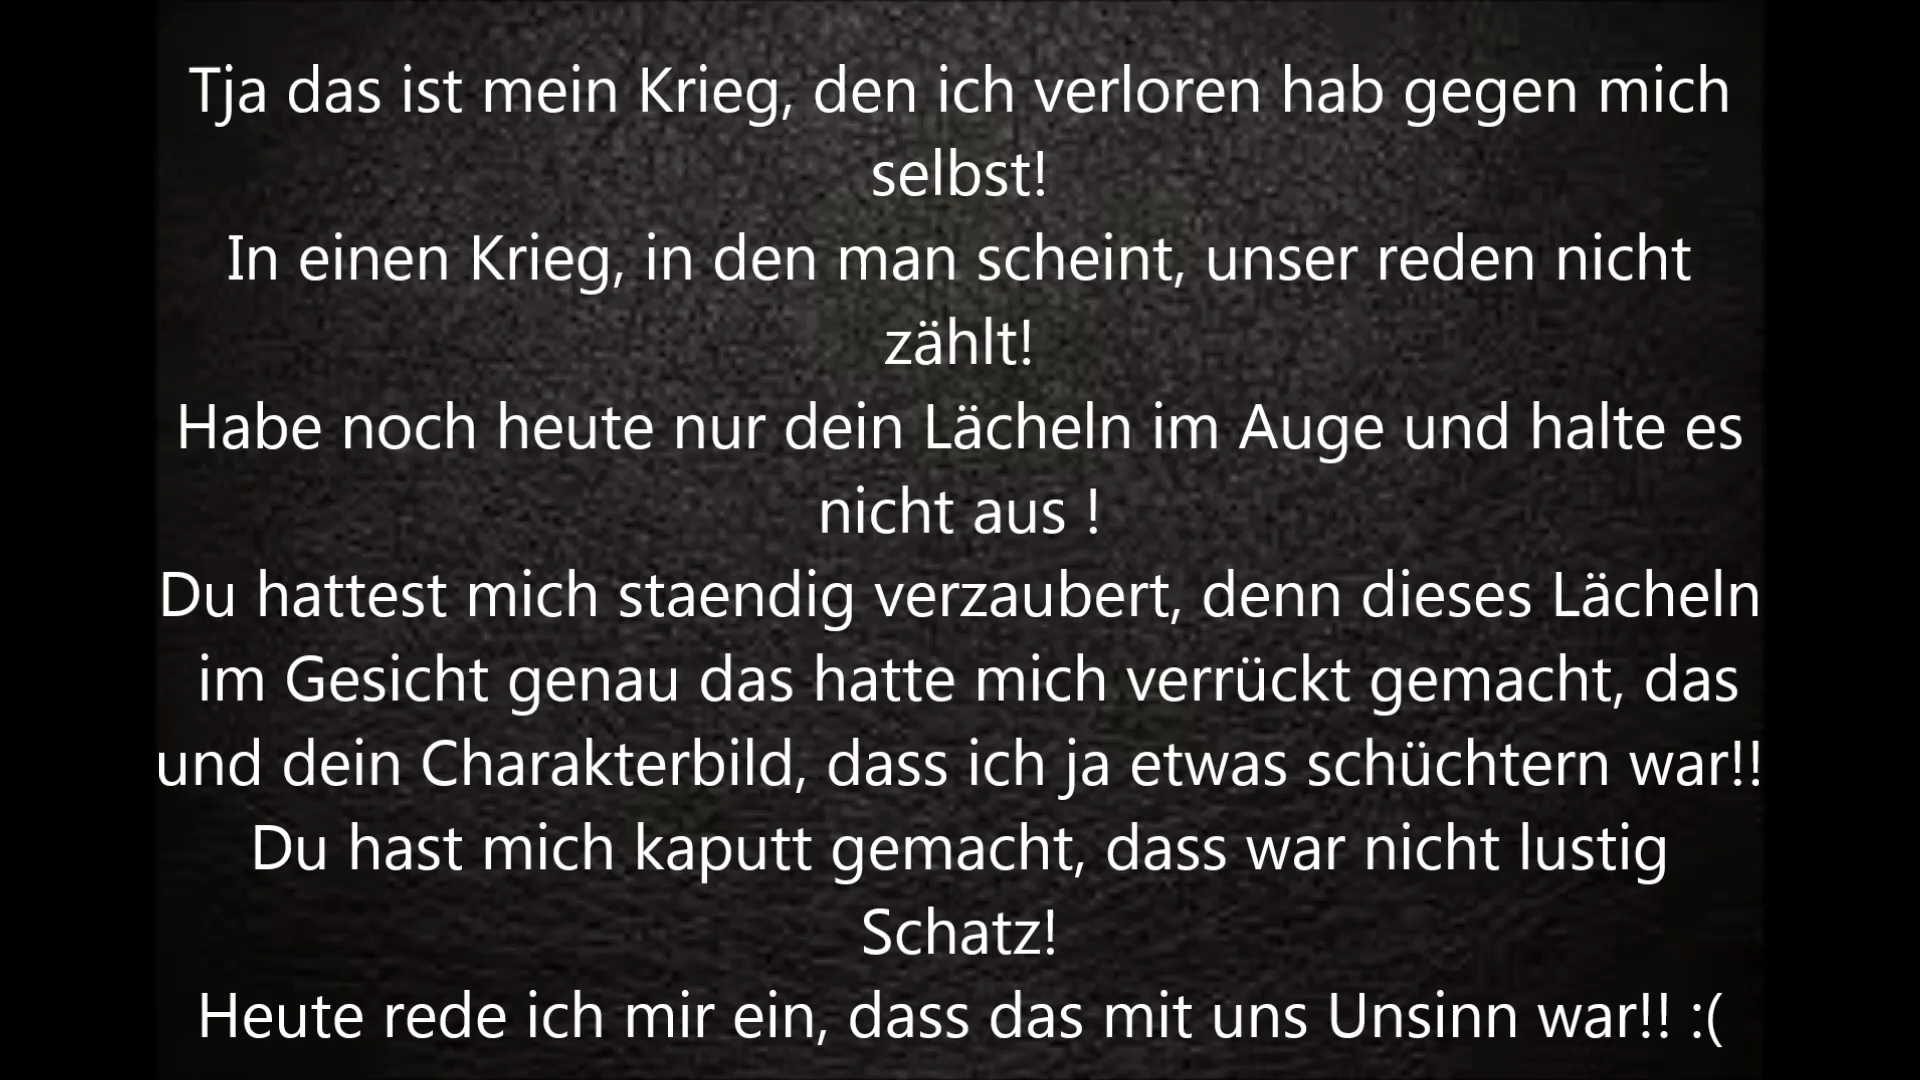 Tja das ist mein Krieg, den ich verloren hab gegen mich
selbst!
In einen Krieg, in den man scheint, unser reden nicht
zählt!
Habe noch heute nur dein Lächeln im Auge und halte es
nicht aus !
Du hattest mich staendig verzaubert, denn dieses Lächeln
im Gesicht genau das hatte mich verrückt gemacht, das
und dein Charakterbild, dass ich ja etwas schüchtern war!!
Du hast mich kaputt gemacht, dass war nicht lustig
Schatz!
Heute rede ich mir ein, dass das mit uns Unsinn war!! :(